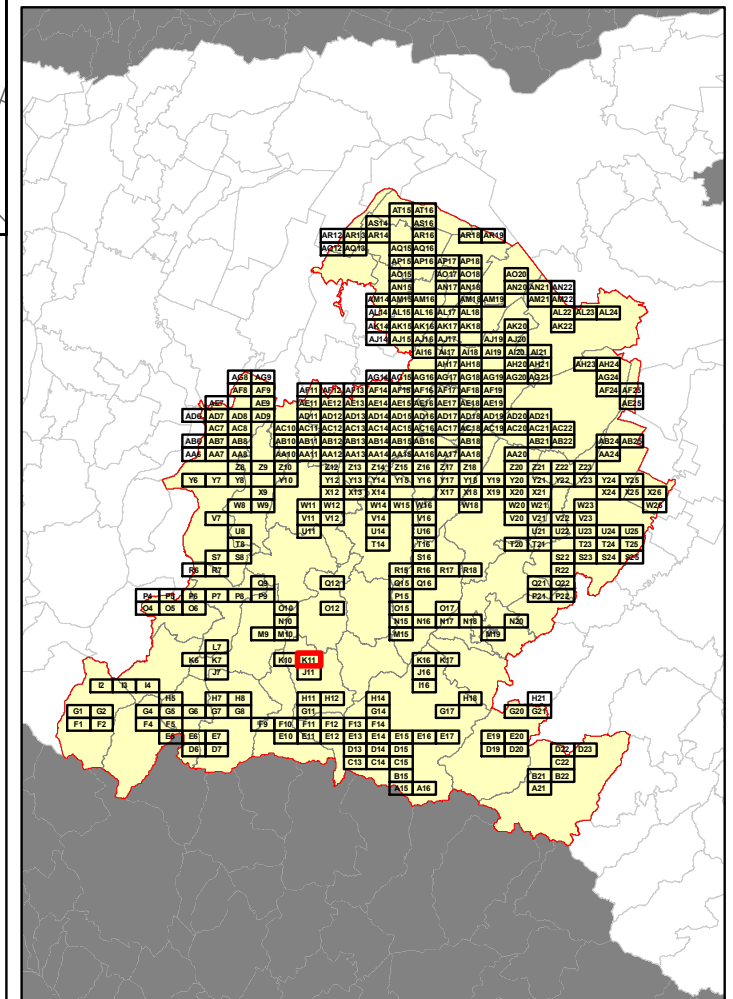 AT15 AT16
AS14 AS16
AR12 AR13 AR14 AR16 AR18 AR19
AQ12 AQ13 AQ15 AQ16
AP15 AP16 AP17 AP18
AO15 AO17 AO18 AO20
AN15 AN17 AN18 AN20 AN21 AN22
AM14 AM15 AM16 AM18 AM19 AM21 AM22
AL14 AL15 AL16 AL17 AL18 AL22 AL23 AL24
AK14 AK15 AK16 AK17 AK18 AK20 AK22
AJ14 AJ15 AJ16 AJ17 AJ19 AJ20
AI16 AI17 AI18 AI19 AI20 AI21
AH17 AH18 AH20 AH21 AH23 AH24
AG8 AG9 AG14 AG15 AG16 AG17 AG18 AG19 AG20 AG21 AG24
AF8 AF9 AF11 AF12 AF13 AF14 AF15 AF16 AF17 AF18 AF19 AF24 AF25
AE7 AE9 AE11 AE12 AE13 AE14 AE15 AE16 AE17 AE18 AE19 AE25
AD6 AD7 AD8 AD9 AD11 AD12 AD13 AD14 AD15 AD16 AD17 AD18 AD19 AD20 AD21
AC7 AC8 AC10 AC11 AC12 AC13 AC14 AC15 AC16 AC17 AC18 AC19 AC20 AC21 AC22
AB6 AB7 AB8 AB10 AB11 AB12 AB13 AB14 AB15 AB16 AB18 AB21 AB22 AB24 AB25
AA6 AA7 AA8 AA10 AA11 AA12 AA13 AA14 AA15 AA16 AA17 AA18 AA20 AA24
Z8 Z9 Z10 Z12 Z13 Z14 Z15 Z16 Z17 Z18 Z20 Z21 Z22 Z23
Y6 Y7 Y8 Y10 Y12 Y13 Y14 Y15 Y16 Y17 Y18 Y19 Y20 Y21 Y22 Y23 Y24 Y25
X9 X12 X13 X14 X17 X18 X19 X20 X21 X24 X25 X26
W8 W9 W11 W12 W14 W15 W16 W18 W20 W21 W23 W26
V7 V11 V12 V14 V16 V20 V21 V22 V23
U8 U11 U14 U16 U21 U22 U23 U24 U25
T8 T14 T16 T20 T21 T23 T24 T25
S7 S8 S16 S22 S23 S24 S25
R6 R7 R15 R16 R17 R18 R22
Q9 Q12 Q15 Q16 Q21 Q22
P4 P5 P6 P7 P8 P9 P15 P21 P22
O4 O5 O6 O10 O12 O15 O17
N10 N15 N16 N17 N18 N20
M9 M10 M15 M19
L7
K6 K7 K10 K11 K16 K17
J7 J11 J16
I2 I3 I4 I16
H5 H7 H8 H11 H12 H14 H18 H21
G1 G2 G4 G5 G6 G7 G8 G11 G14 G17 G20 G21
F1 F2 F4 F5 F9 F10 F11 F12 F13 F14
E5 E6 E7 E10 E11 E12 E13 E14 E15 E16 E17 E19 E20
D6 D7 D13 D14 D15 D19 D20 D22 D23
C13 C14 C15 C22
B15 B21 B22
A15 A16 A21